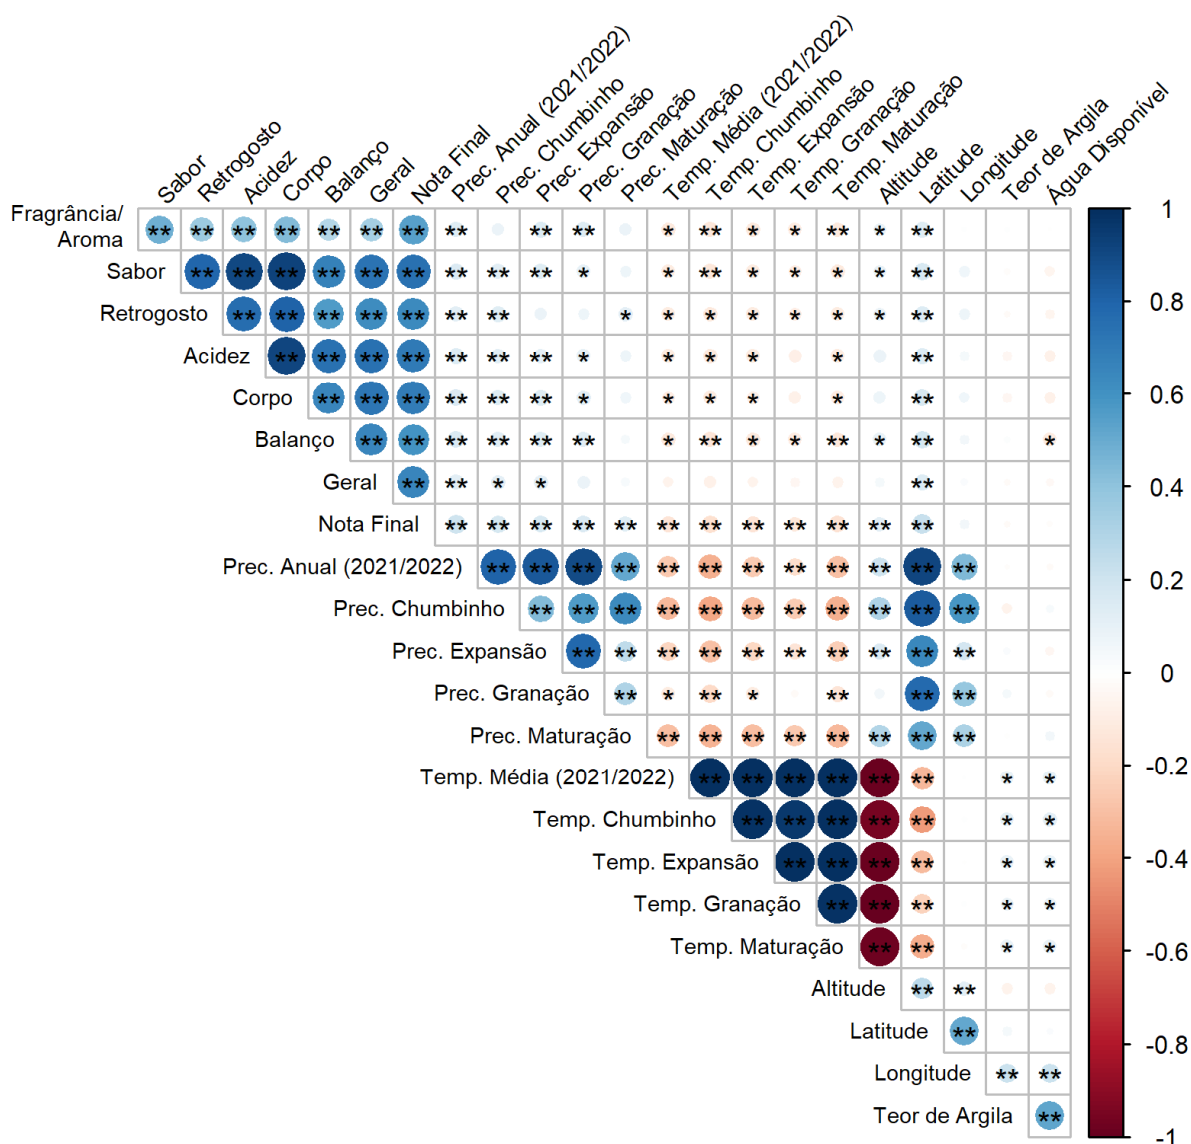 Sabor
Retrogosto
Acidez
Corpo
Balanço
Geral
Nota Final
Prec. Anual (2021/2022)
Prec. Chumbinho
Prec. Expansão
Prec. Granação
Prec. Maturação
Temp. Média (2021/2022)
Temp. Chumbinho
Temp. Expansão
Temp. Granação
Temp. Maturação
Altitude
Latitude
Longitude
Teor de Argila
Água Disponível
Fragrância/
Aroma
** ** ** ** ** ** ** ** ** ** * ** * * ** * **
Sabor
** ** ** ** ** ** ** ** ** * * ** * * * * **
Retrogosto
** ** ** ** ** ** ** * * * * * * * **
Acidez
** ** ** ** ** ** ** * * * * * **
Corpo
** ** ** ** ** ** * * * * * **
Balanço
** ** ** ** ** ** * ** * * ** * ** *
Geral
** ** * * **
Nota Final
** ** ** ** ** ** ** ** ** ** ** **
Prec. Anual (2021/2022)
** ** ** ** ** ** ** ** ** ** ** **
Prec. Chumbinho
** ** ** ** ** ** ** ** ** ** **
Prec. Expansão
** ** ** ** ** ** ** ** ** **
Prec. Granação
** * ** * ** ** **
Prec. Maturação
** ** ** ** ** ** ** **
Temp. Média (2021/2022)
** ** ** ** ** ** * *
Temp. Chumbinho
** ** ** ** ** * *
Temp. Expansão
** ** ** ** * *
Temp. Granação
** ** ** * *
Temp. Maturação
** ** * *
Altitude
** **
Latitude
**
Longitude
** **
Teor de Argila
**
1
0.8
0.6
0.4
0.2
0
-0.2
-0.4
-0.6
-0.8
-1